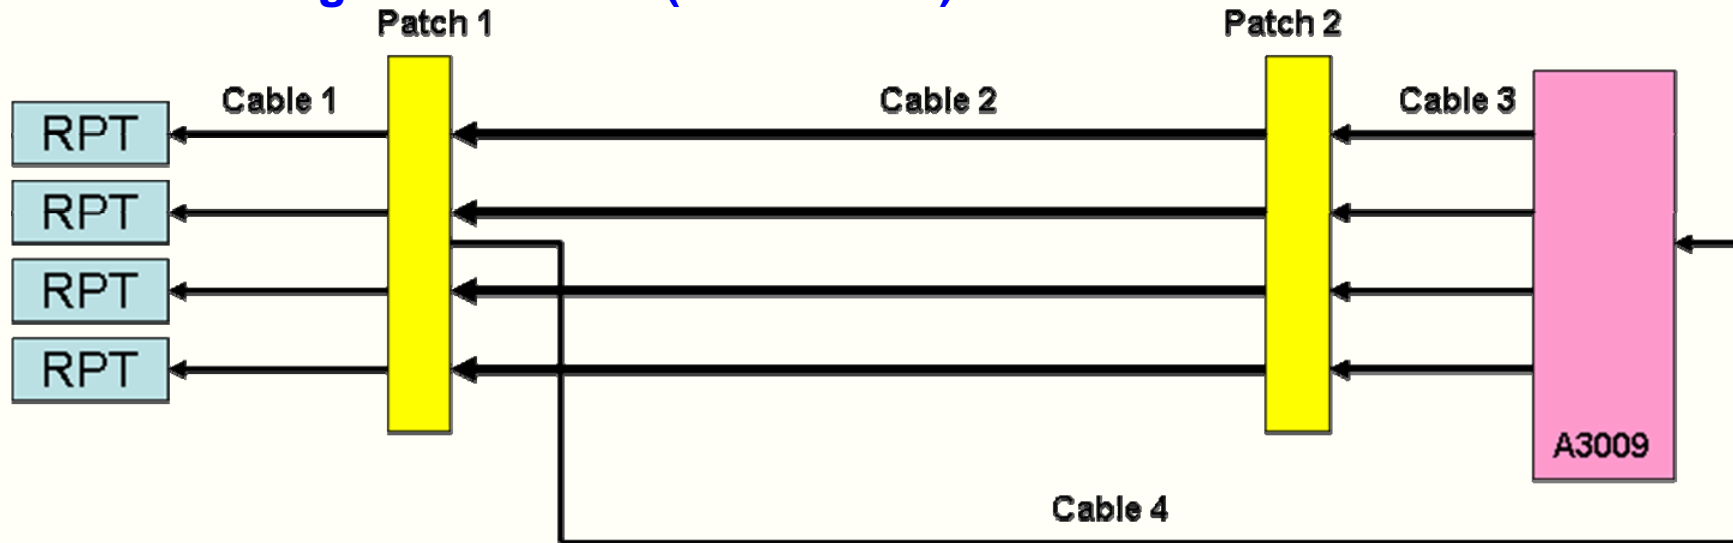 Patch 1
Patch 2
Cable 1
Cable 2
Cable 3
RPT
RPT
RPT
RPT
A3009
Cable 4